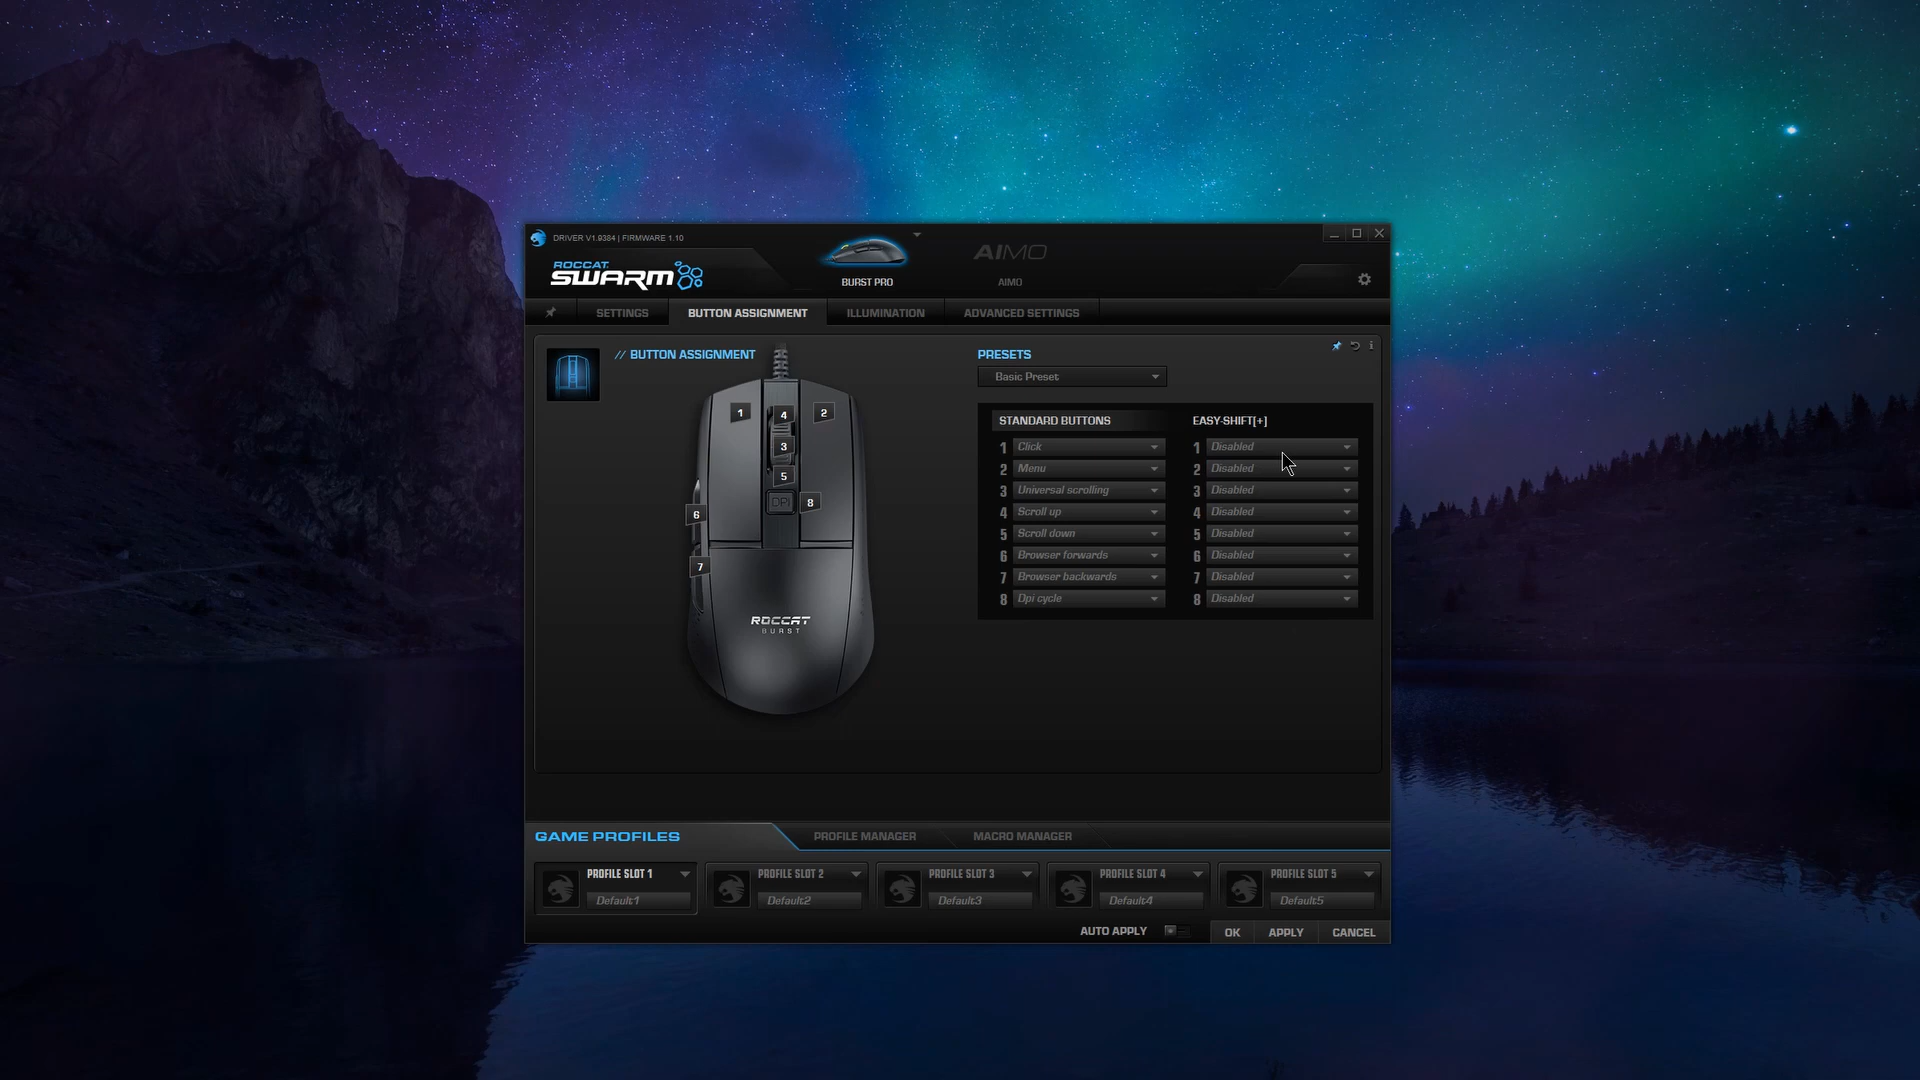 DRIVER V1.9384 | FIRMWARE 1.10
ROCCAT
SWARM
BURST PRO
AIMO
AIMO
SETTINGS
BUTTON ASSIGNMENT
ILLUMINATION
ADVANCED SETTINGS
// BUTTON ASSIGNMENT
1
4
2
3
5
DPI
8
6
7
ROCCAT
BURST
PRESETS
Basic Preset
STANDARD BUTTONS
EASY-SHIFT[+]
1 Click
1 Disabled
2 Menu
2 Disabled
3 Universal scrolling
3 Disabled
4 Scroll up
4 Disabled
5 Scroll down
5 Disabled
6 Browser forwards
6 Disabled
7 Browser backwards
7 Disabled
8 Dpi cycle
8 Disabled
GAME PROFILES
PROFILE MANAGER
MACRO MANAGER
PROFILE SLOT 1
Default1
PROFILE SLOT 2
Default2
PROFILE SLOT 3
Default3
PROFILE SLOT 4
Default4
PROFILE SLOT 5
Default5
AUTO APPLY
OK
APPLY
CANCEL